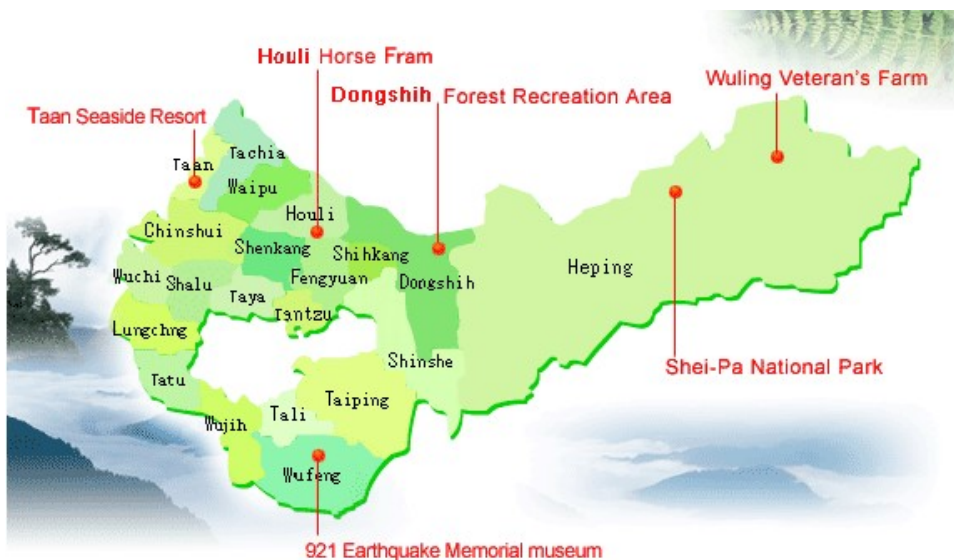 Houli Horse Fram
Wuling Veteran's Farm
Dongshih Forest Recreation Area
Taan Seaside Resort
Tachia
Taan
Waipu
Houli
Chinshui
Shenkang
Shihkang
Heping
Wuchi
Shalu
Fengyuan
Dongshih
Taya
Tantzu
Lungchng
Shinshe
Shei-Pa National Park
Tatu
Taiping
Tali
Wujih
Wufeng
921 Earthquake Memorial museum